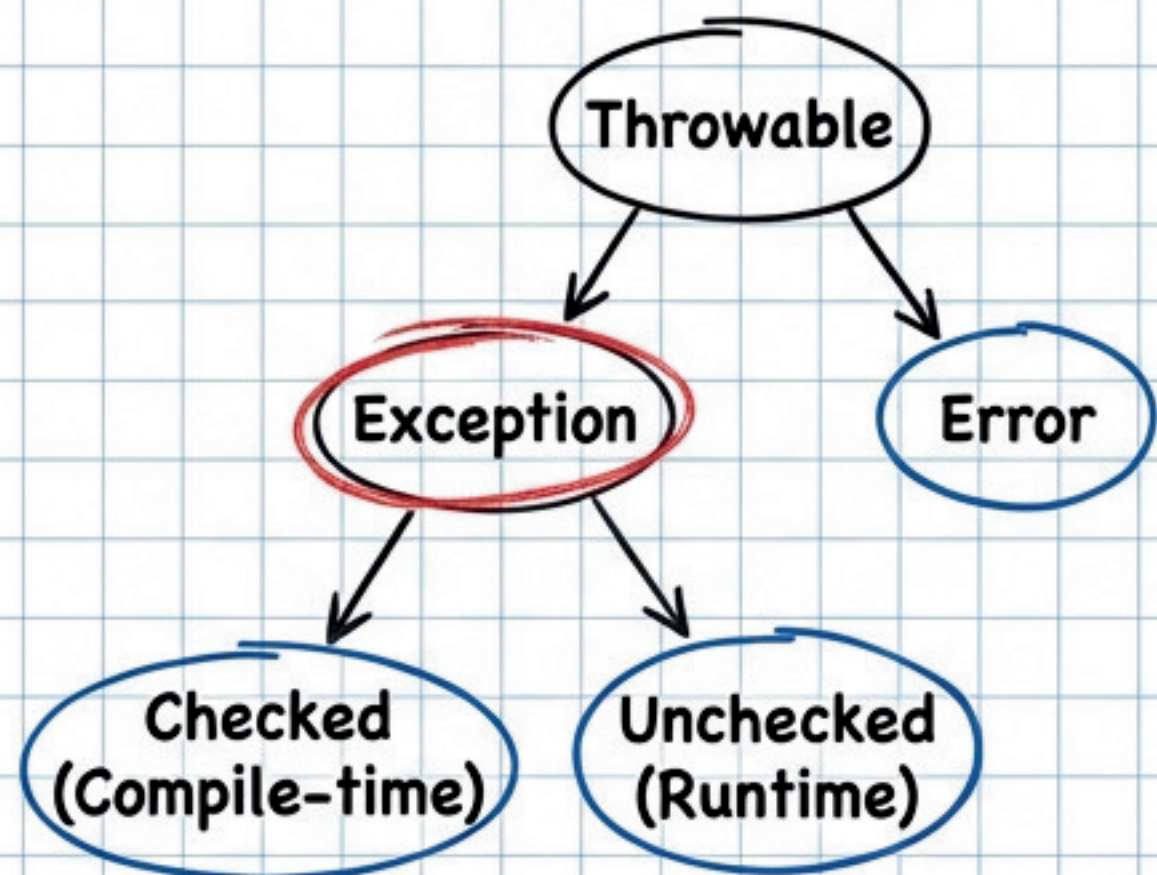 Throwable
Exception
Error
Checked
(Compile-time)
Unchecked
(Runtime)